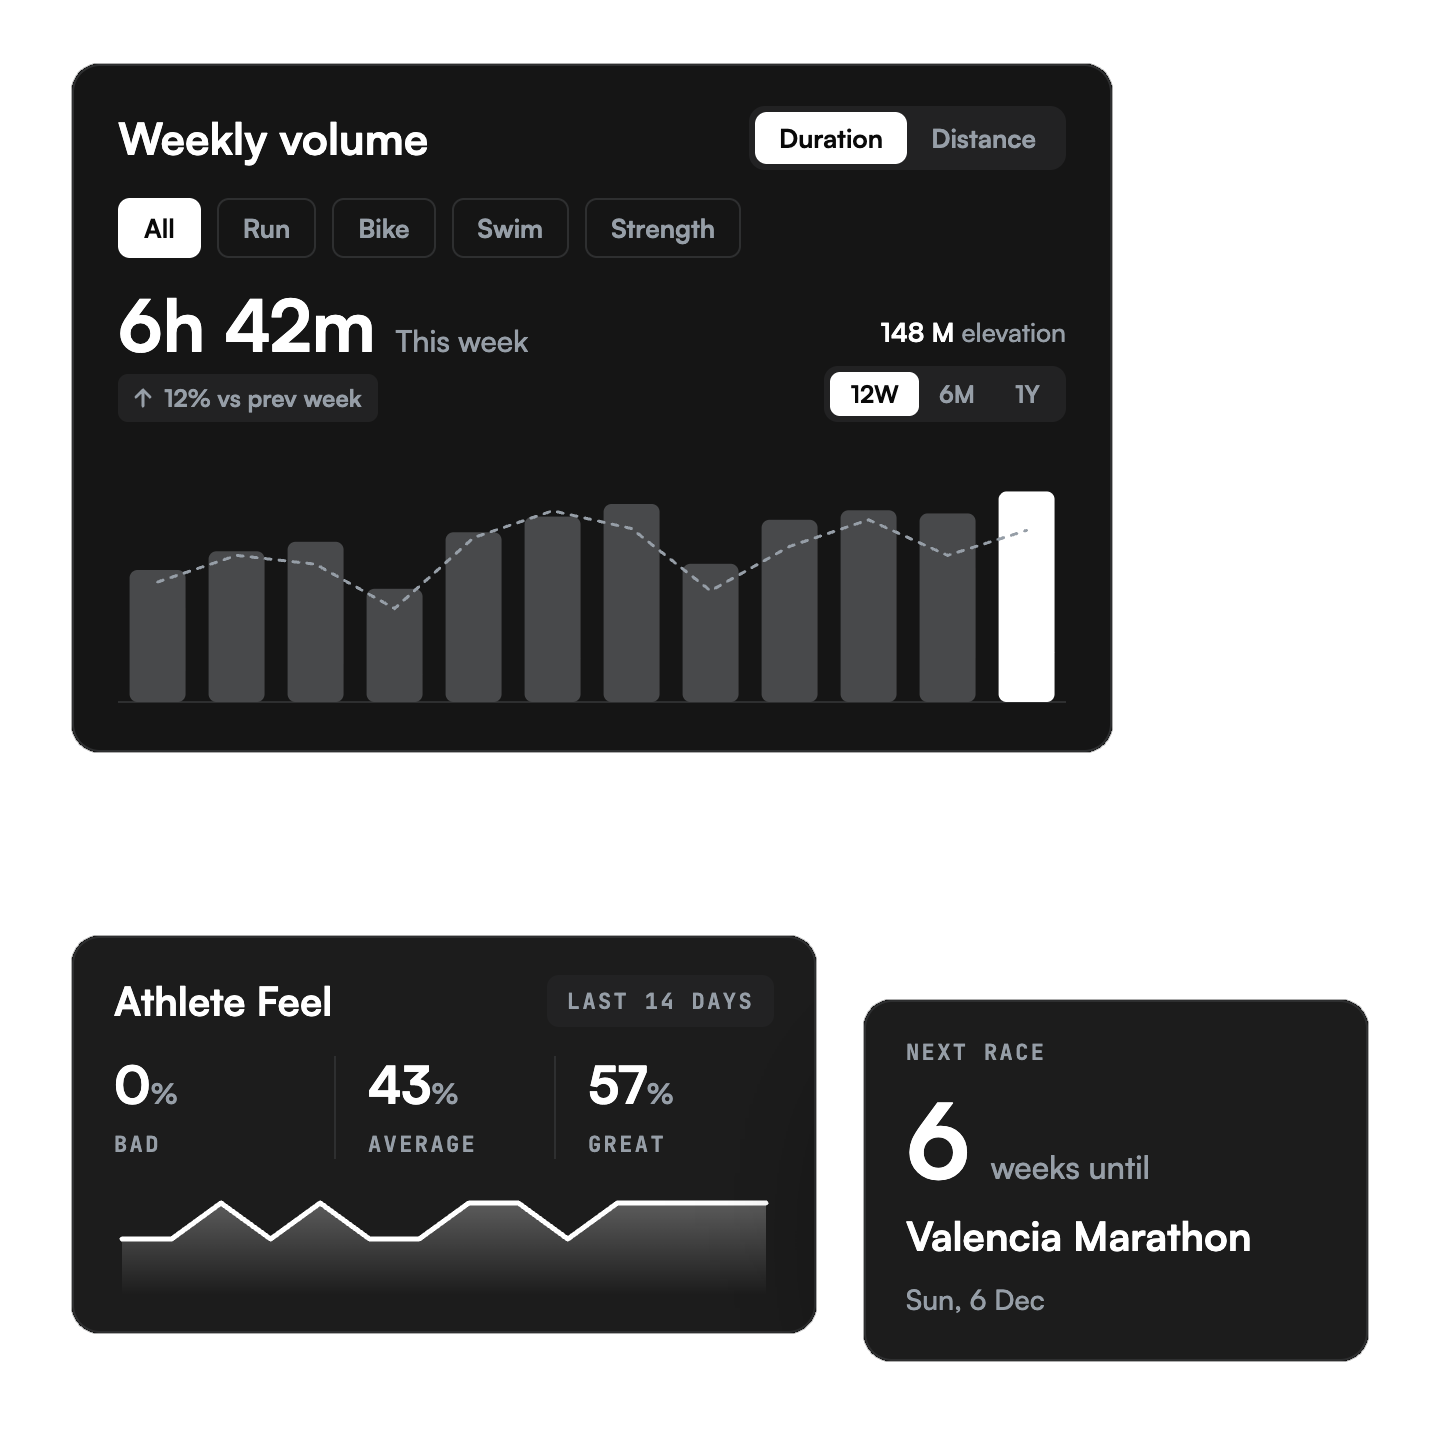 Weekly volume
Duration Distance
All Run Bike Swim Strength
6h 42m This week
148 M elevation
↑ 12% vs prev week
12W 6M 1Y
Athlete Feel
LAST 14 DAYS
0% 43% 57%
BAD AVERAGE GREAT
NEXT RACE
6 weeks until
Valencia Marathon
Sun, 6 Dec